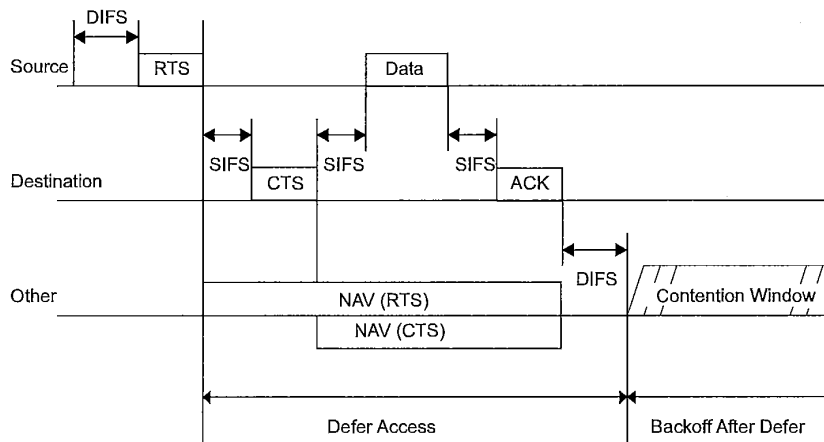 DIFS
Source
RTS
Data
SIFS
SIFS
SIFS
Destination
CTS
ACK
DIFS
Other
NAV (RTS)
Contention Window
NAV (CTS)
Defer Access
Backoff After Defer